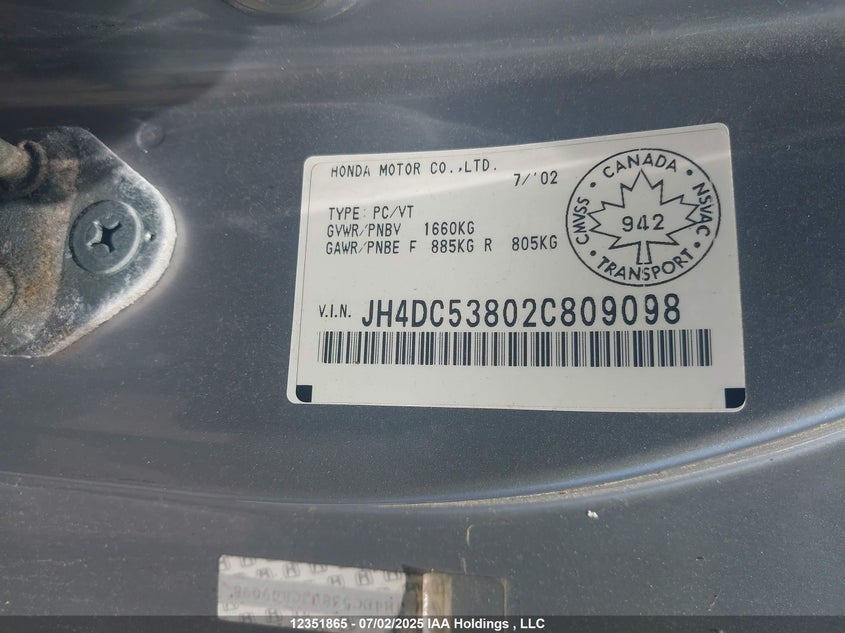 HONDA MOTOR CO.,LTD.
7/'02
TYPE: PC/VT
GVWR/PNBV 1660KG
GAWR/PNBE F 885KG R 805KG
CANADA
CMVSS
942
NSVAC
TRANSPORT
V.I.N. JH4DC53802C809098
12351865 - 07/02/2025 IAA Holdings , LLC